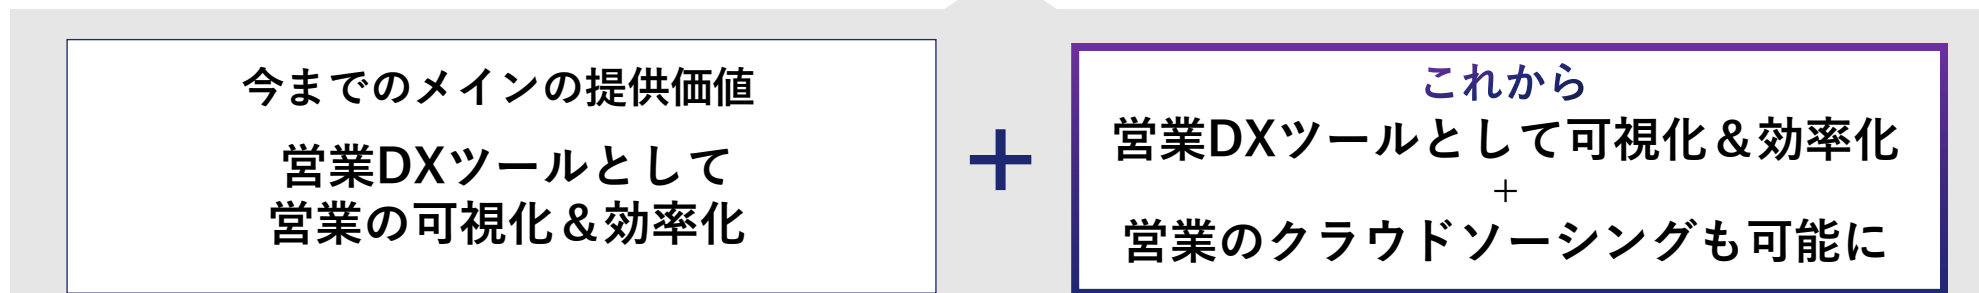 今までのメインの提供価値
営業DXツールとして
営業の可視化＆効率化
+
これから
営業DXツールとして可視化＆効率化
+
営業のクラウドソーシングも可能に